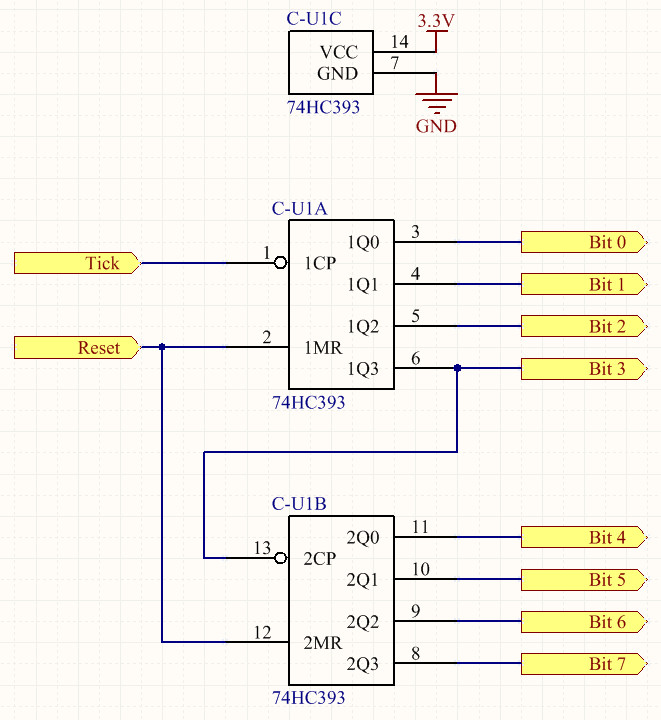 C-U1C
3.3V
VCC 14
GND 7
74HC393
GND
C-U1A
1Q0 3 Bit 0
Tick 1 1CP
1Q1 4 Bit 1
1Q2 5 Bit 2
Reset 2 1MR
1Q3 6 Bit 3
74HC393
C-U1B
2Q0 11 Bit 4
13 2CP
2Q1 10 Bit 5
2Q2 9 Bit 6
12 2MR
2Q3 8 Bit 7
74HC393